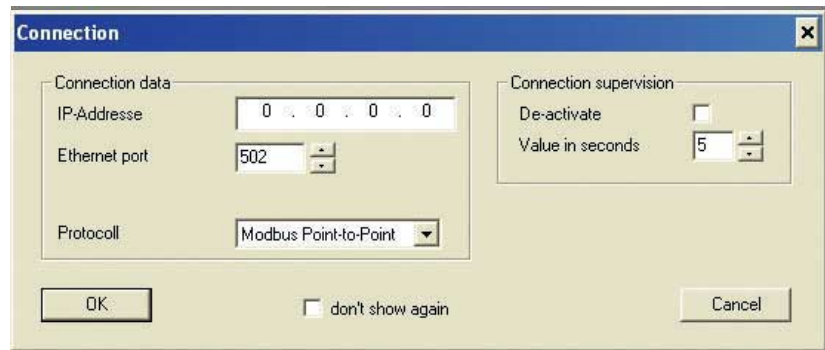 Connection
Connection data
IP-Addresse 0 . 0 . 0 . 0
Ethernet port 502
Protocoll Modbus Point-to-Point
Connection supervision
De-activate
Value in seconds 5
OK
don't show again
Cancel